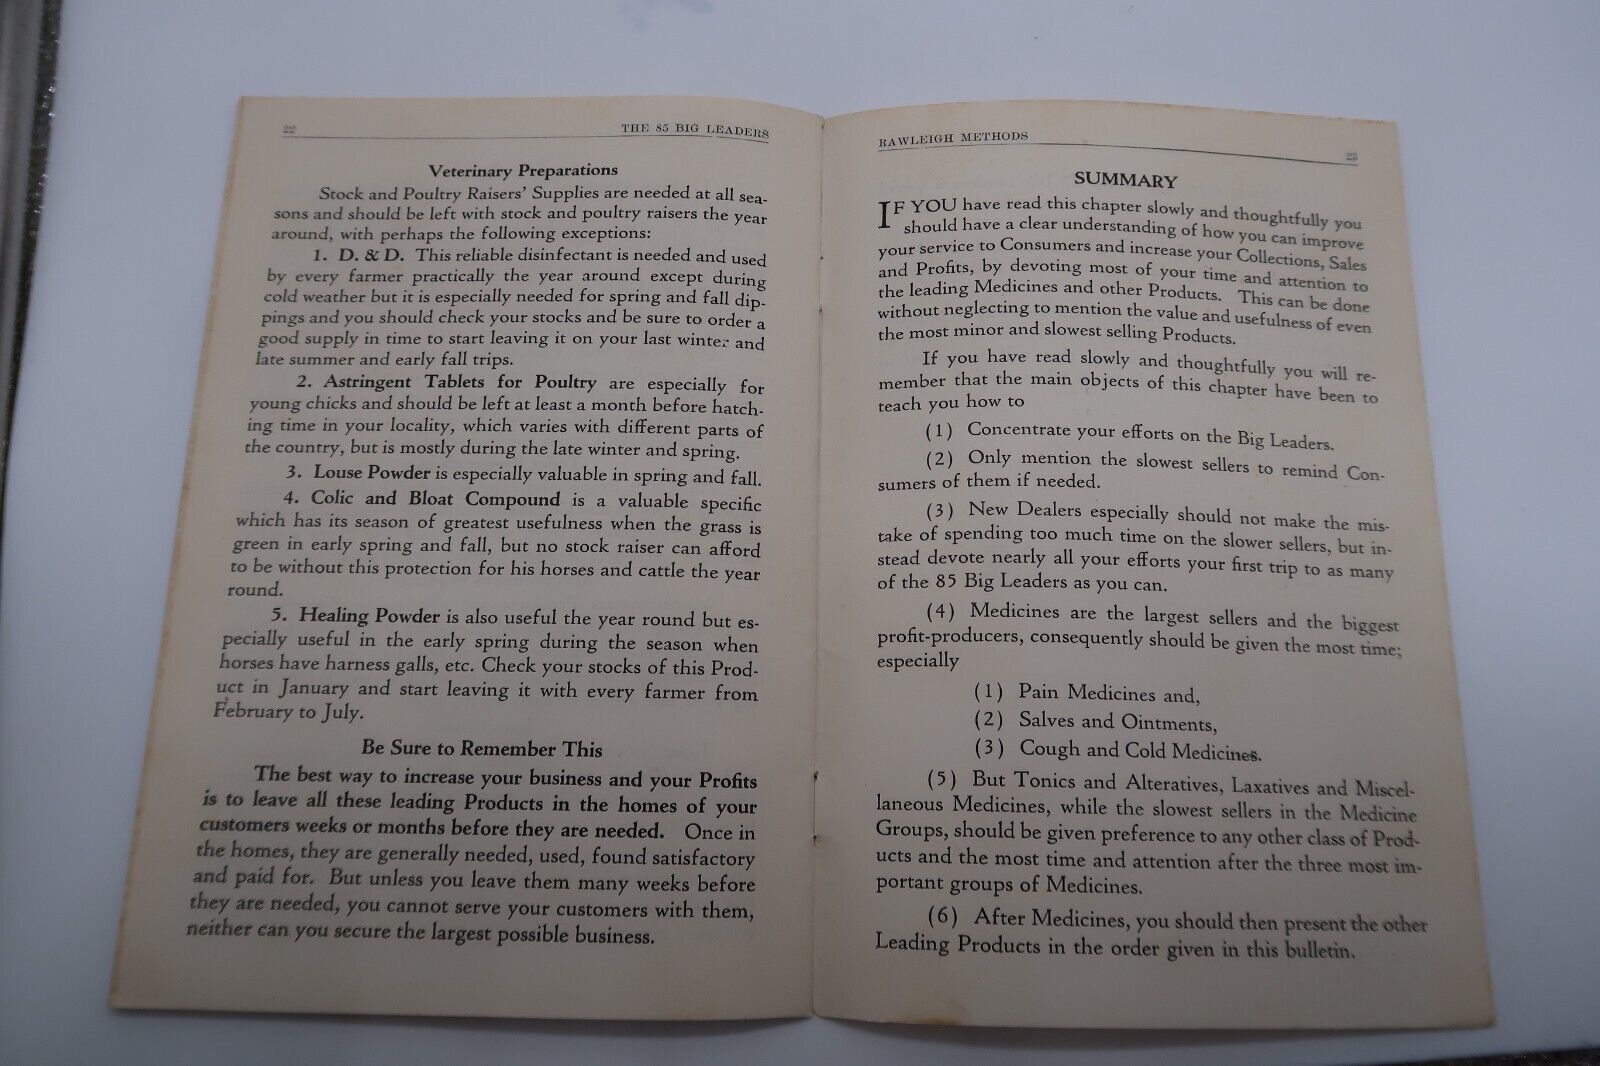 22
THE 85 BIG LEADERS
Veterinary Preparations
Stock and Poultry Raisers' Supplies are needed at all sea-
sons and should be left with stock and poultry raisers the year
around, with perhaps the following exceptions:
1. D. & D. This reliable disinfectant is needed and used
by every farmer practically the year around except during
cold weather but it is especially needed for spring and fall dip-
pings and you should check your stocks and be sure to order a
good supply in time to start leaving it on your last winter and
late summer and early fall trips.
2. Astringent Tablets for Poultry are especially for
young chicks and should be left at least a month before hatch-
ing time in your locality, which varies with different parts of
the country, but is mostly during the late winter and spring.
3. Louse Powder is especially valuable in spring and fall.
4. Colic and Bloat Compound is a valuable specific
which has its season of greatest usefulness when the grass is
green in early spring and fall, but no stock raiser can afford
to be without this protection for his horses and cattle the year
round.
5. Healing Powder is also useful the year round but es-
pecially useful in the early spring during the season when
horses have harness galls, etc. Check your stocks of this Prod-
uct in January and start leaving it with every farmer from
February to July.
Be Sure to Remember This
The best way to increase your business and your Profits
is to leave all these leading Products in the homes of your
customers weeks or months before they are needed. Once in
the homes, they are generally needed, used, found satisfactory
and paid for. But unless you leave them many weeks before
they are needed, you cannot serve your customers with them,
neither can you secure the largest possible business.
RAWLEIGH METHODS
23
SUMMARY
IF YOU have read this chapter slowly and thoughtfully you
should have a clear understanding of how you can improve
your service to Consumers and increase your Collections, Sales
and Profits, by devoting most of your time and attention to
the leading Medicines and other Products. This can be done
without neglecting to mention the value and usefulness of even
the most minor and slowest selling Products.
If you have read slowly and thoughtfully you will re-
member that the main objects of this chapter have been to
teach you how to
(1) Concentrate your efforts on the Big Leaders.
(2) Only mention the slowest sellers to remind Con-
sumers of them if needed.
(3) New Dealers especially should not make the mis-
take of spending too much time on the slower sellers, but in-
stead devote nearly all your efforts your first trip to as many
of the 85 Big Leaders as you can.
(4) Medicines are the largest sellers and the biggest
profit-producers, consequently should be given the most time;
especially
(1) Pain Medicines and,
(2) Salves and Ointments,
(3) Cough and Cold Medicines.
(5) But Tonics and Alteratives, Laxatives and Miscel-
laneous Medicines, while the slowest sellers in the Medicine
Groups, should be given preference to any other class of Prod-
ucts and the most time and attention after the three most im-
portant groups of Medicines.
(6) After Medicines, you should then present the other
Leading Products in the order given in this bulletin.